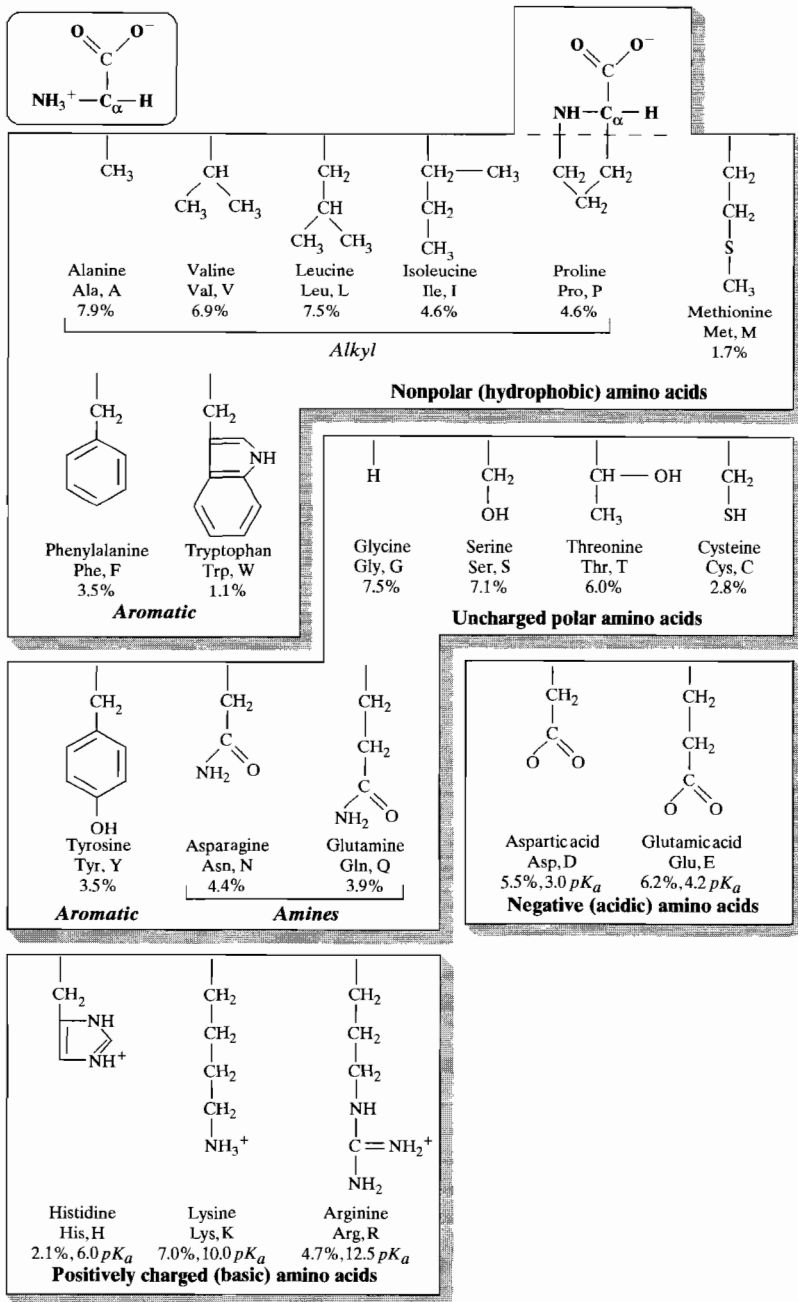 O O⁻
C
NH₃⁺—Cα—H
O O⁻
C
NH—Cα—H
CH₂ CH₂
CH₂
CH₃
CH
CH₃ CH₃
CH₂
CH
CH₃ CH₃
CH₂—CH₃
CH₂
CH₃
CH₂
CH₂
S
CH₃
Alanine
Ala, A
7.9%
Valine
Val, V
6.9%
Leucine
Leu, L
7.5%
Isoleucine
Ile, I
4.6%
Proline
Pro, P
4.6%
Methionine
Met, M
1.7%
Alkyl
Nonpolar (hydrophobic) amino acids
CH₂
CH₂
NH
Phenylalanine
Phe, F
3.5%
Tryptophan
Trp, W
1.1%
Aromatic
H
CH₂
OH
CH—OH
CH₃
CH₂
SH
Glycine
Gly, G
7.5%
Serine
Ser, S
7.1%
Threonine
Thr, T
6.0%
Cysteine
Cys, C
2.8%
Uncharged polar amino acids
CH₂
OH
CH₂
C
NH₂ O
CH₂
CH₂
C
NH₂ O
Tyrosine
Tyr, Y
3.5%
Asparagine
Asn, N
4.4%
Glutamine
Gln, Q
3.9%
Aromatic
Amines
CH₂
C
O O
CH₂
CH₂
C
O O
Aspartic acid
Asp, D
5.5%, 3.0 pKa
Glutamic acid
Glu, E
6.2%, 4.2 pKa
Negative (acidic) amino acids
CH₂
NH
NH⁺
CH₂
CH₂
CH₂
CH₂
NH₃⁺
CH₂
CH₂
CH₂
NH
C=NH₂⁺
NH₂
Histidine
His, H
2.1%, 6.0 pKa
Lysine
Lys, K
7.0%, 10.0 pKa
Arginine
Arg, R
4.7%, 12.5 pKa
Positively charged (basic) amino acids